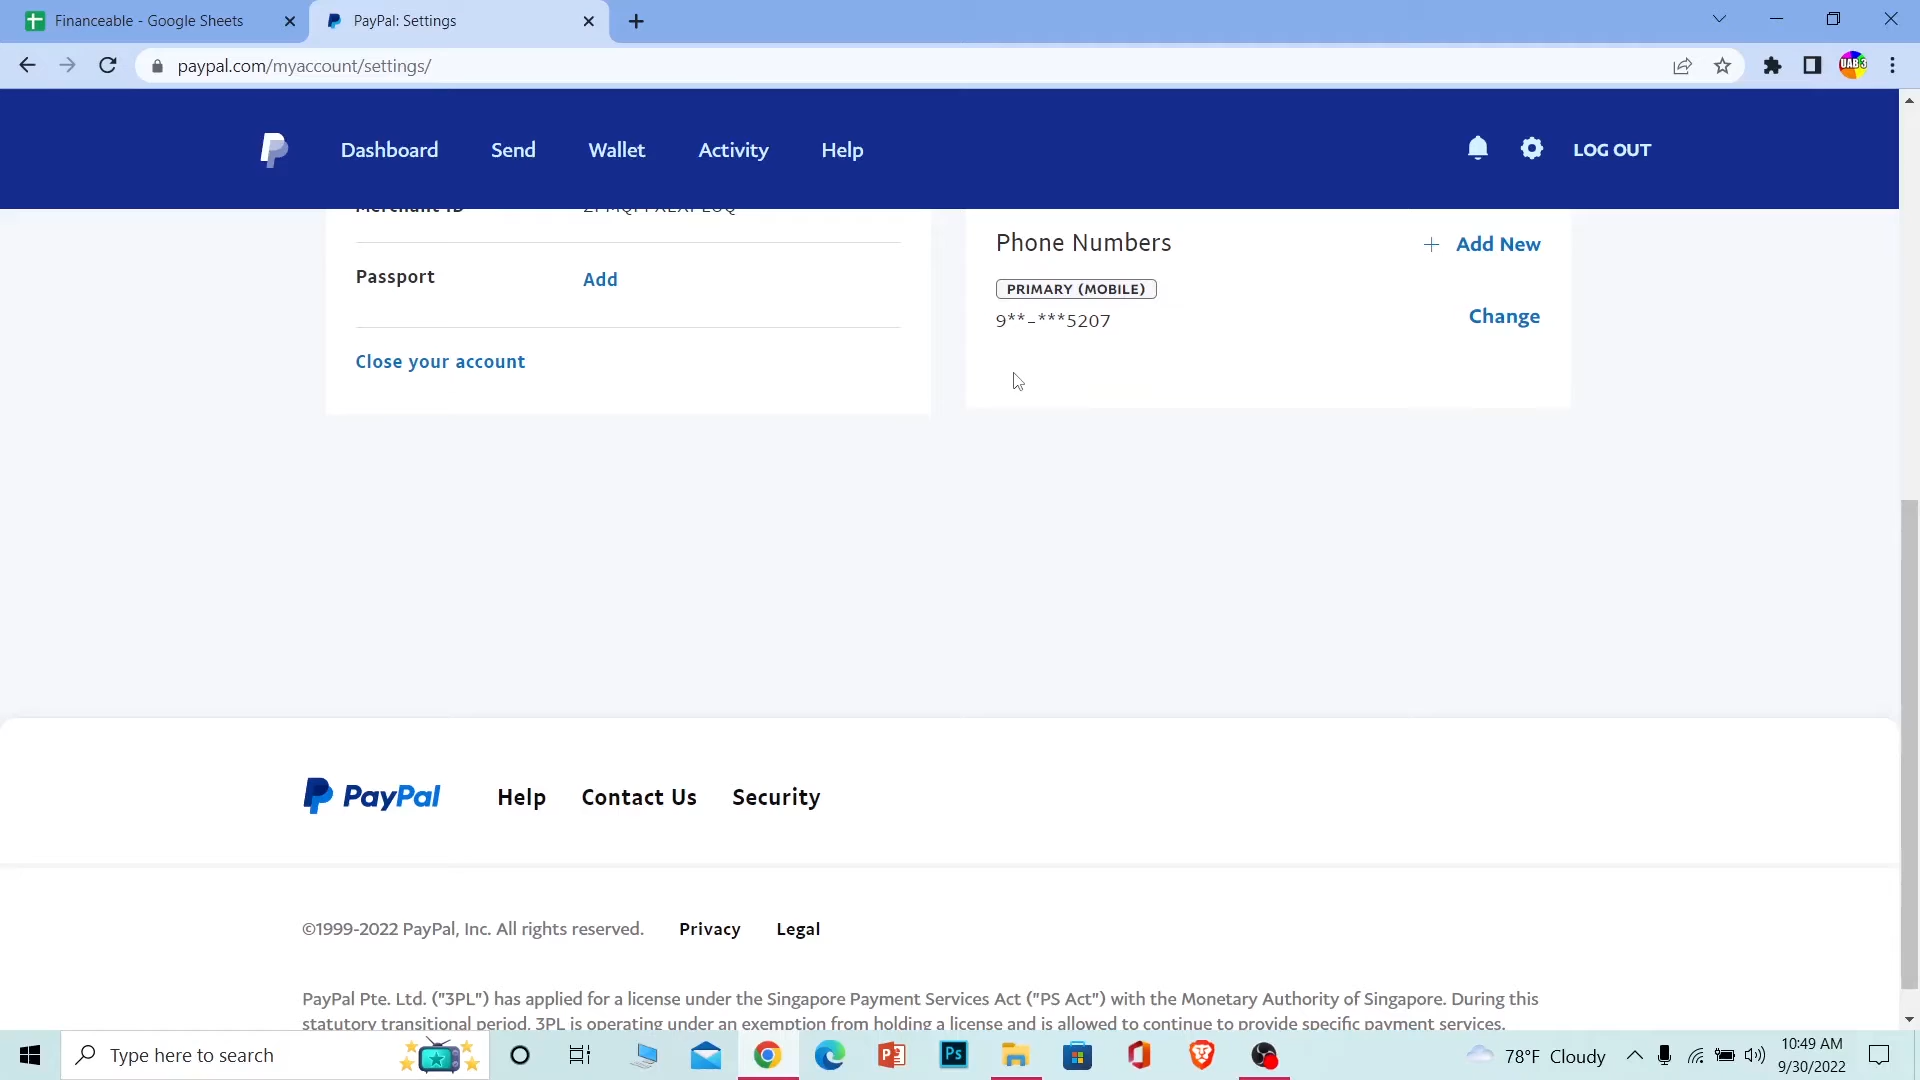 Financeable - Google Sheets
PayPal: Settings
paypal.com/myaccount/settings/
UAB 3
Dashboard Send Wallet Activity Help LOG OUT
Merchant ID
Passport Add
Close your account
Phone Numbers + Add New
PRIMARY (MOBILE)
9**-***5207 Change
PayPal Help Contact Us Security
©1999-2022 PayPal, Inc. All rights reserved. Privacy Legal
PayPal Pte. Ltd. ("3PL") has applied for a license under the Singapore Payment Services Act ("PS Act") with the Monetary Authority of Singapore. During this
statutory transitional period, 3PL is operating under an exemption from holding a license and is allowed to continue to provide specific payment services.
Type here to search
Ps
78°F Cloudy
10:49 AM
9/30/2022